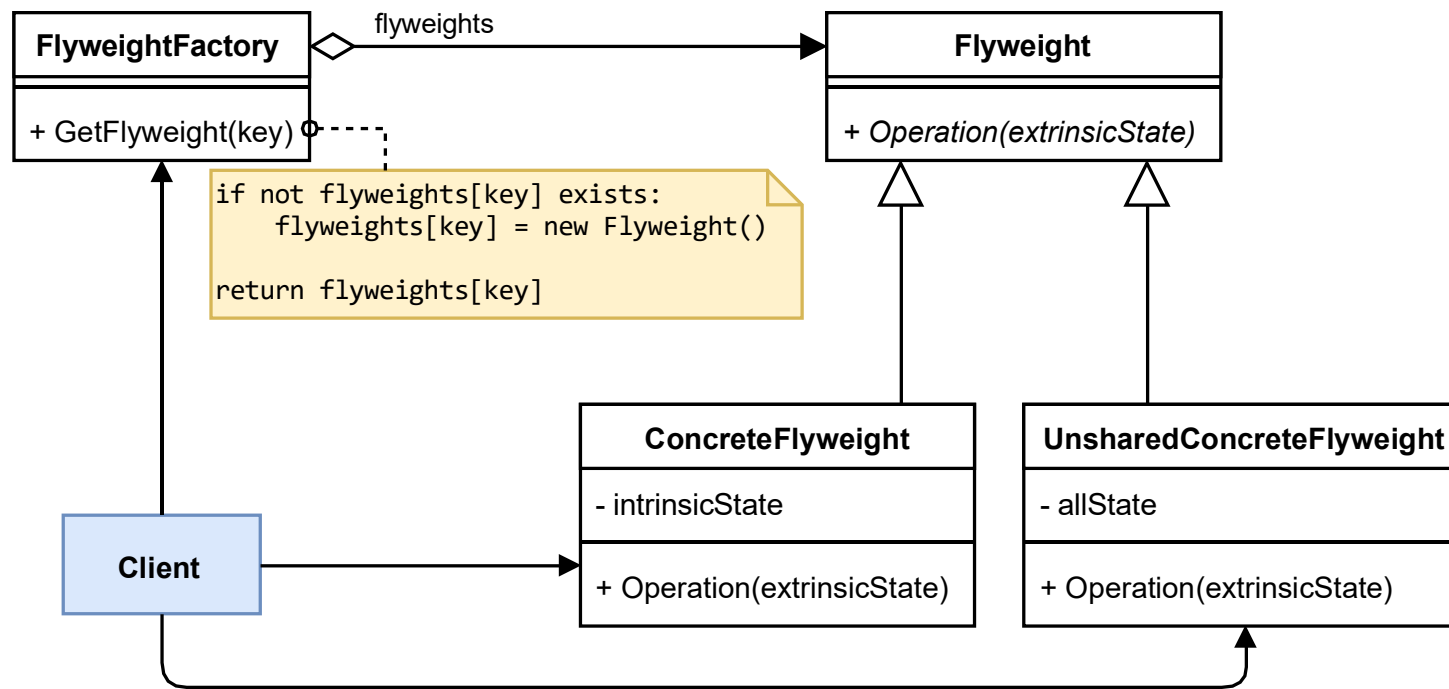 FlyweightFactory
+ GetFlyweight(key)
flyweights
Flyweight
+ Operation(extrinsicState)
if not flyweights[key] exists:
    flyweights[key] = new Flyweight()
return flyweights[key]
ConcreteFlyweight
- intrinsicState
+ Operation(extrinsicState)
UnsharedConcreteFlyweight
- allState
+ Operation(extrinsicState)
Client